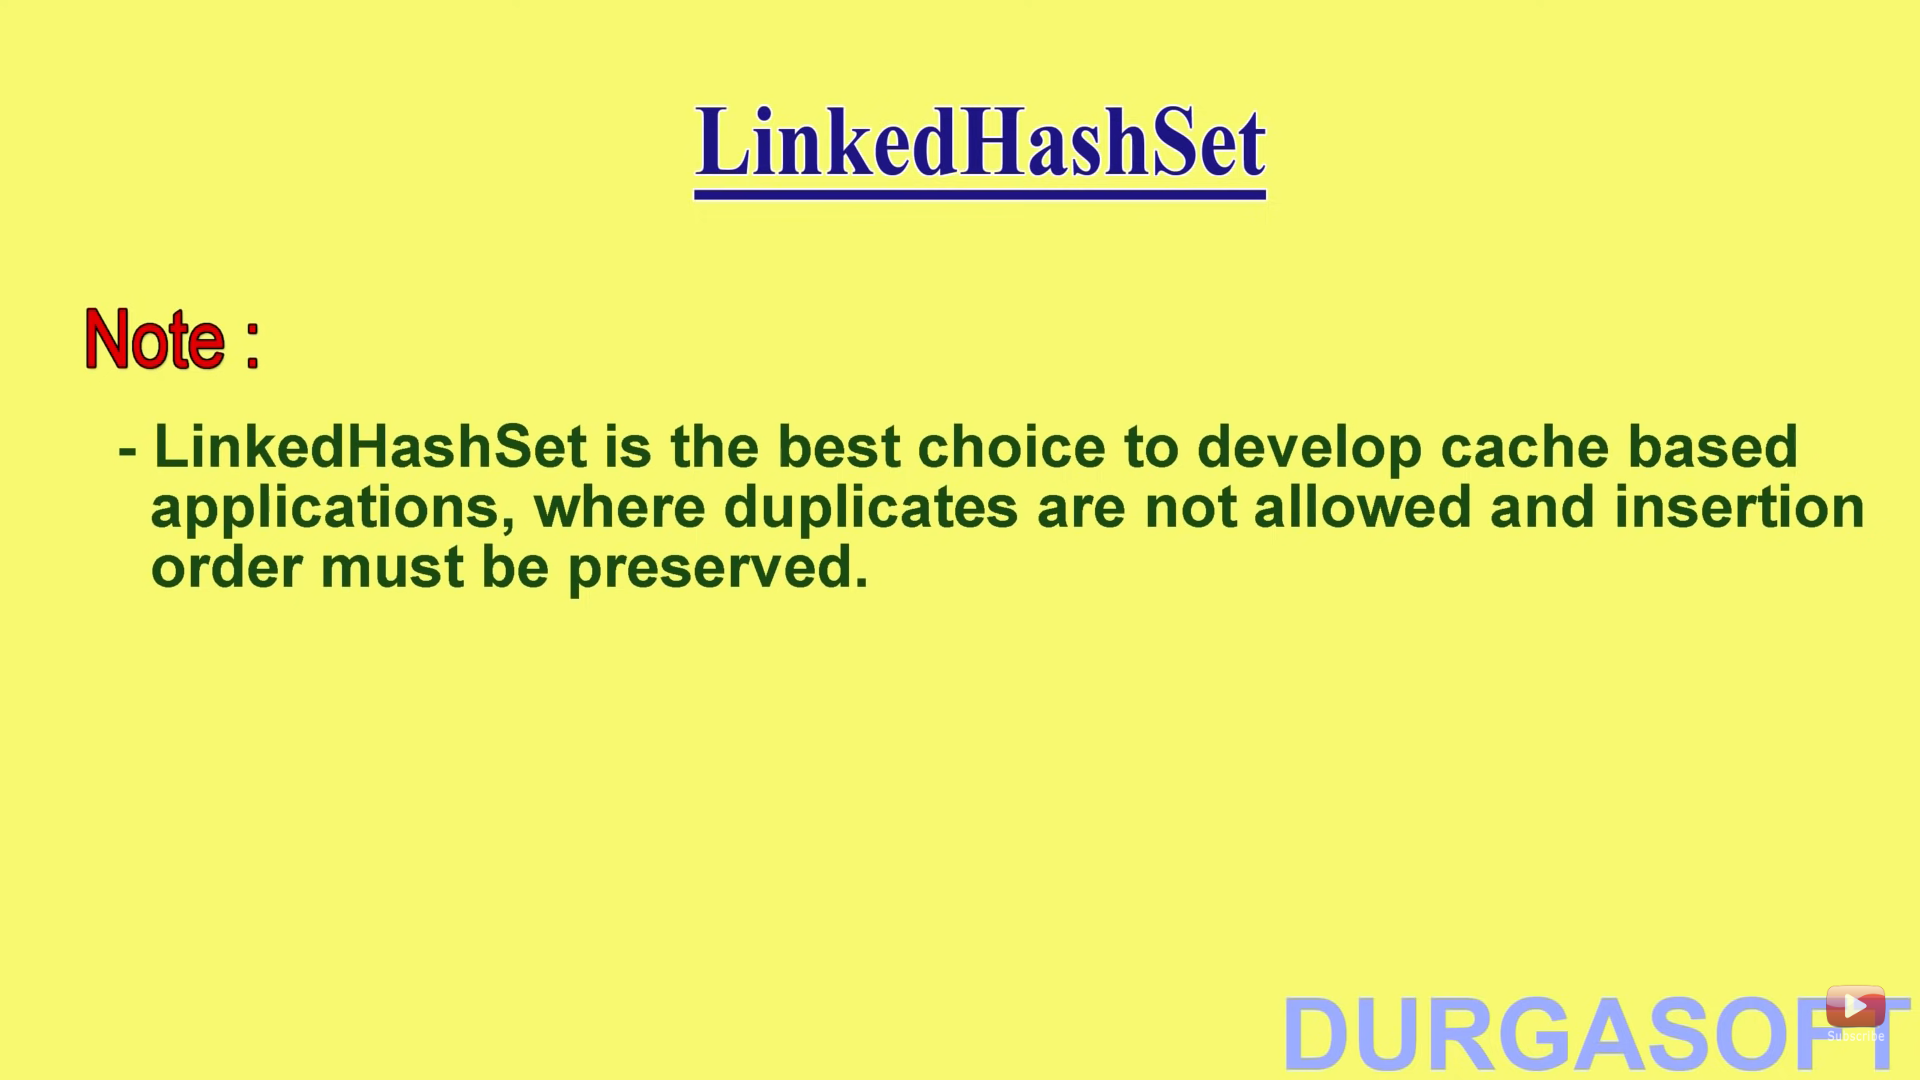 LinkedHashSet
Note :
- LinkedHashSet is the best choice to develop cache based
applications, where duplicates are not allowed and insertion
order must be preserved.
DURGASOFT
Subscribe